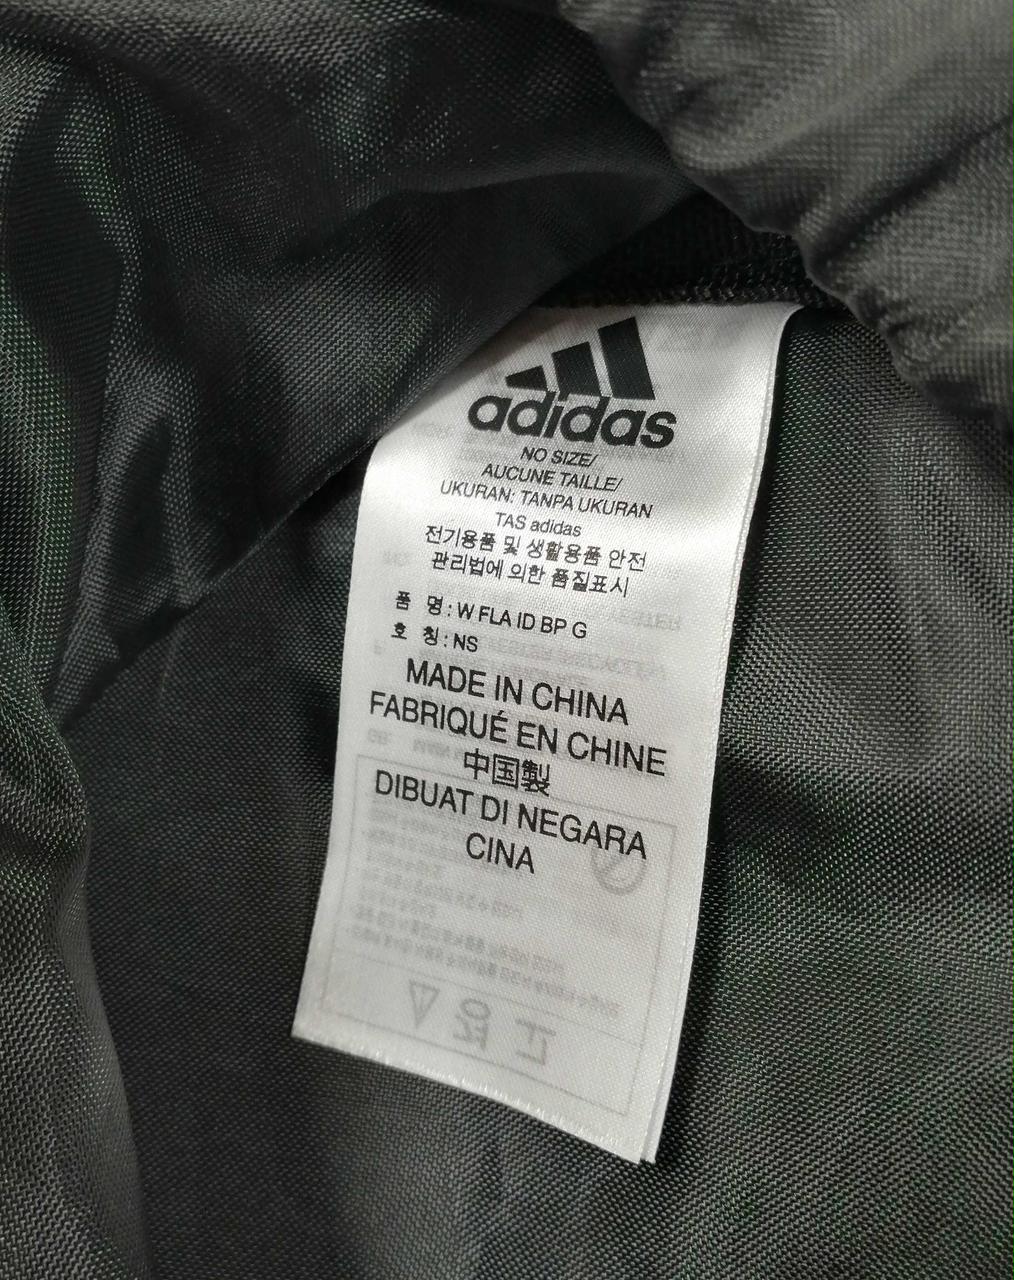 adidas
NO SIZE/
AUCUNE TAILLE/
UKURAN: TANPA UKURAN
TAS adidas
전기용품 및 생활용품 안전
관리법에 의한 품질표시
품 명: W FLA ID BP G
호 칭: NS
MADE IN CHINA
FABRIQUÉ EN CHINE
中国製
DIBUAT DI NEGARA
CINA